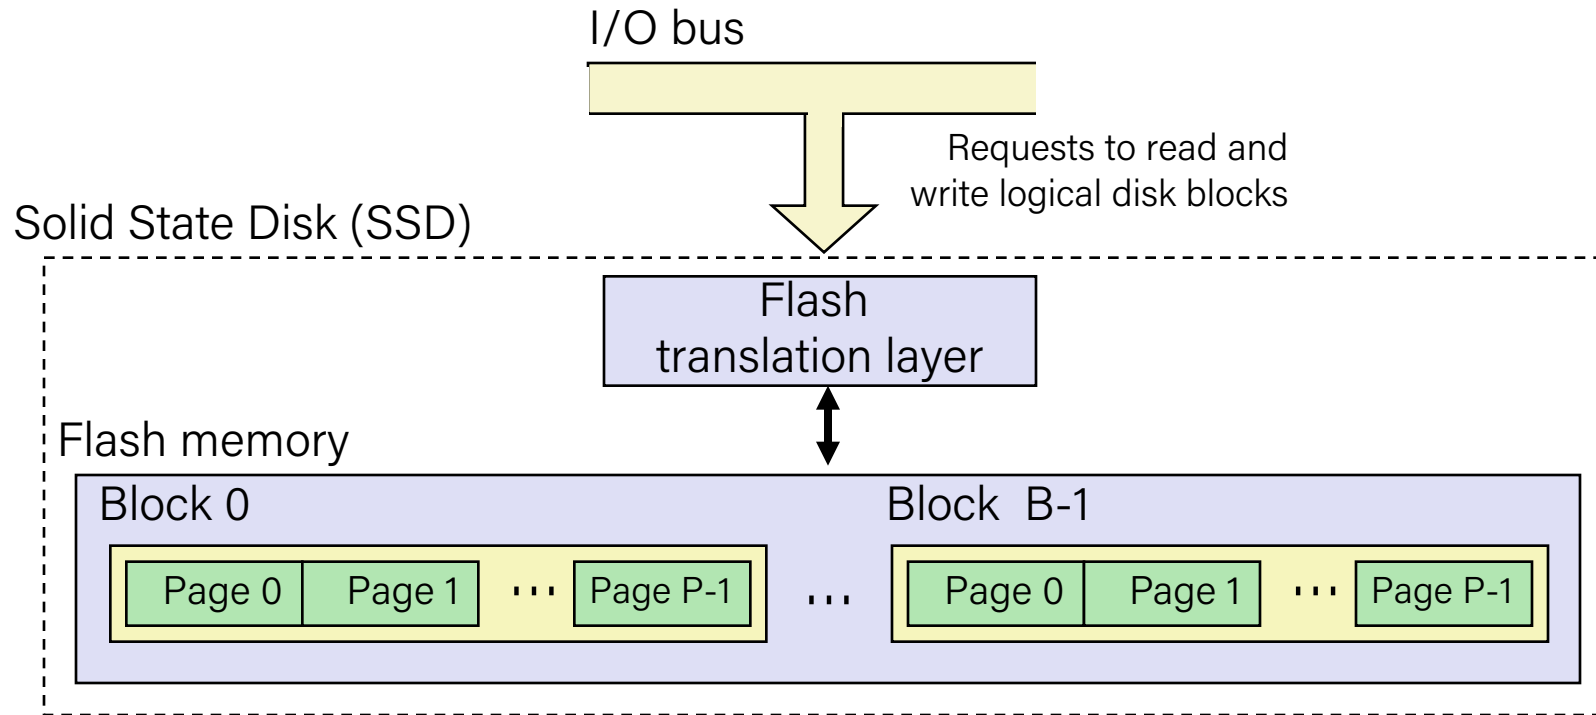 I/O bus
Requests to read and
write logical disk blocks
Solid State Disk (SSD)
Flash
translation layer
Flash memory
Block 0
Block B-1
Page 0 Page 1 ... Page P-1 ... Page 0 Page 1 ... Page P-1